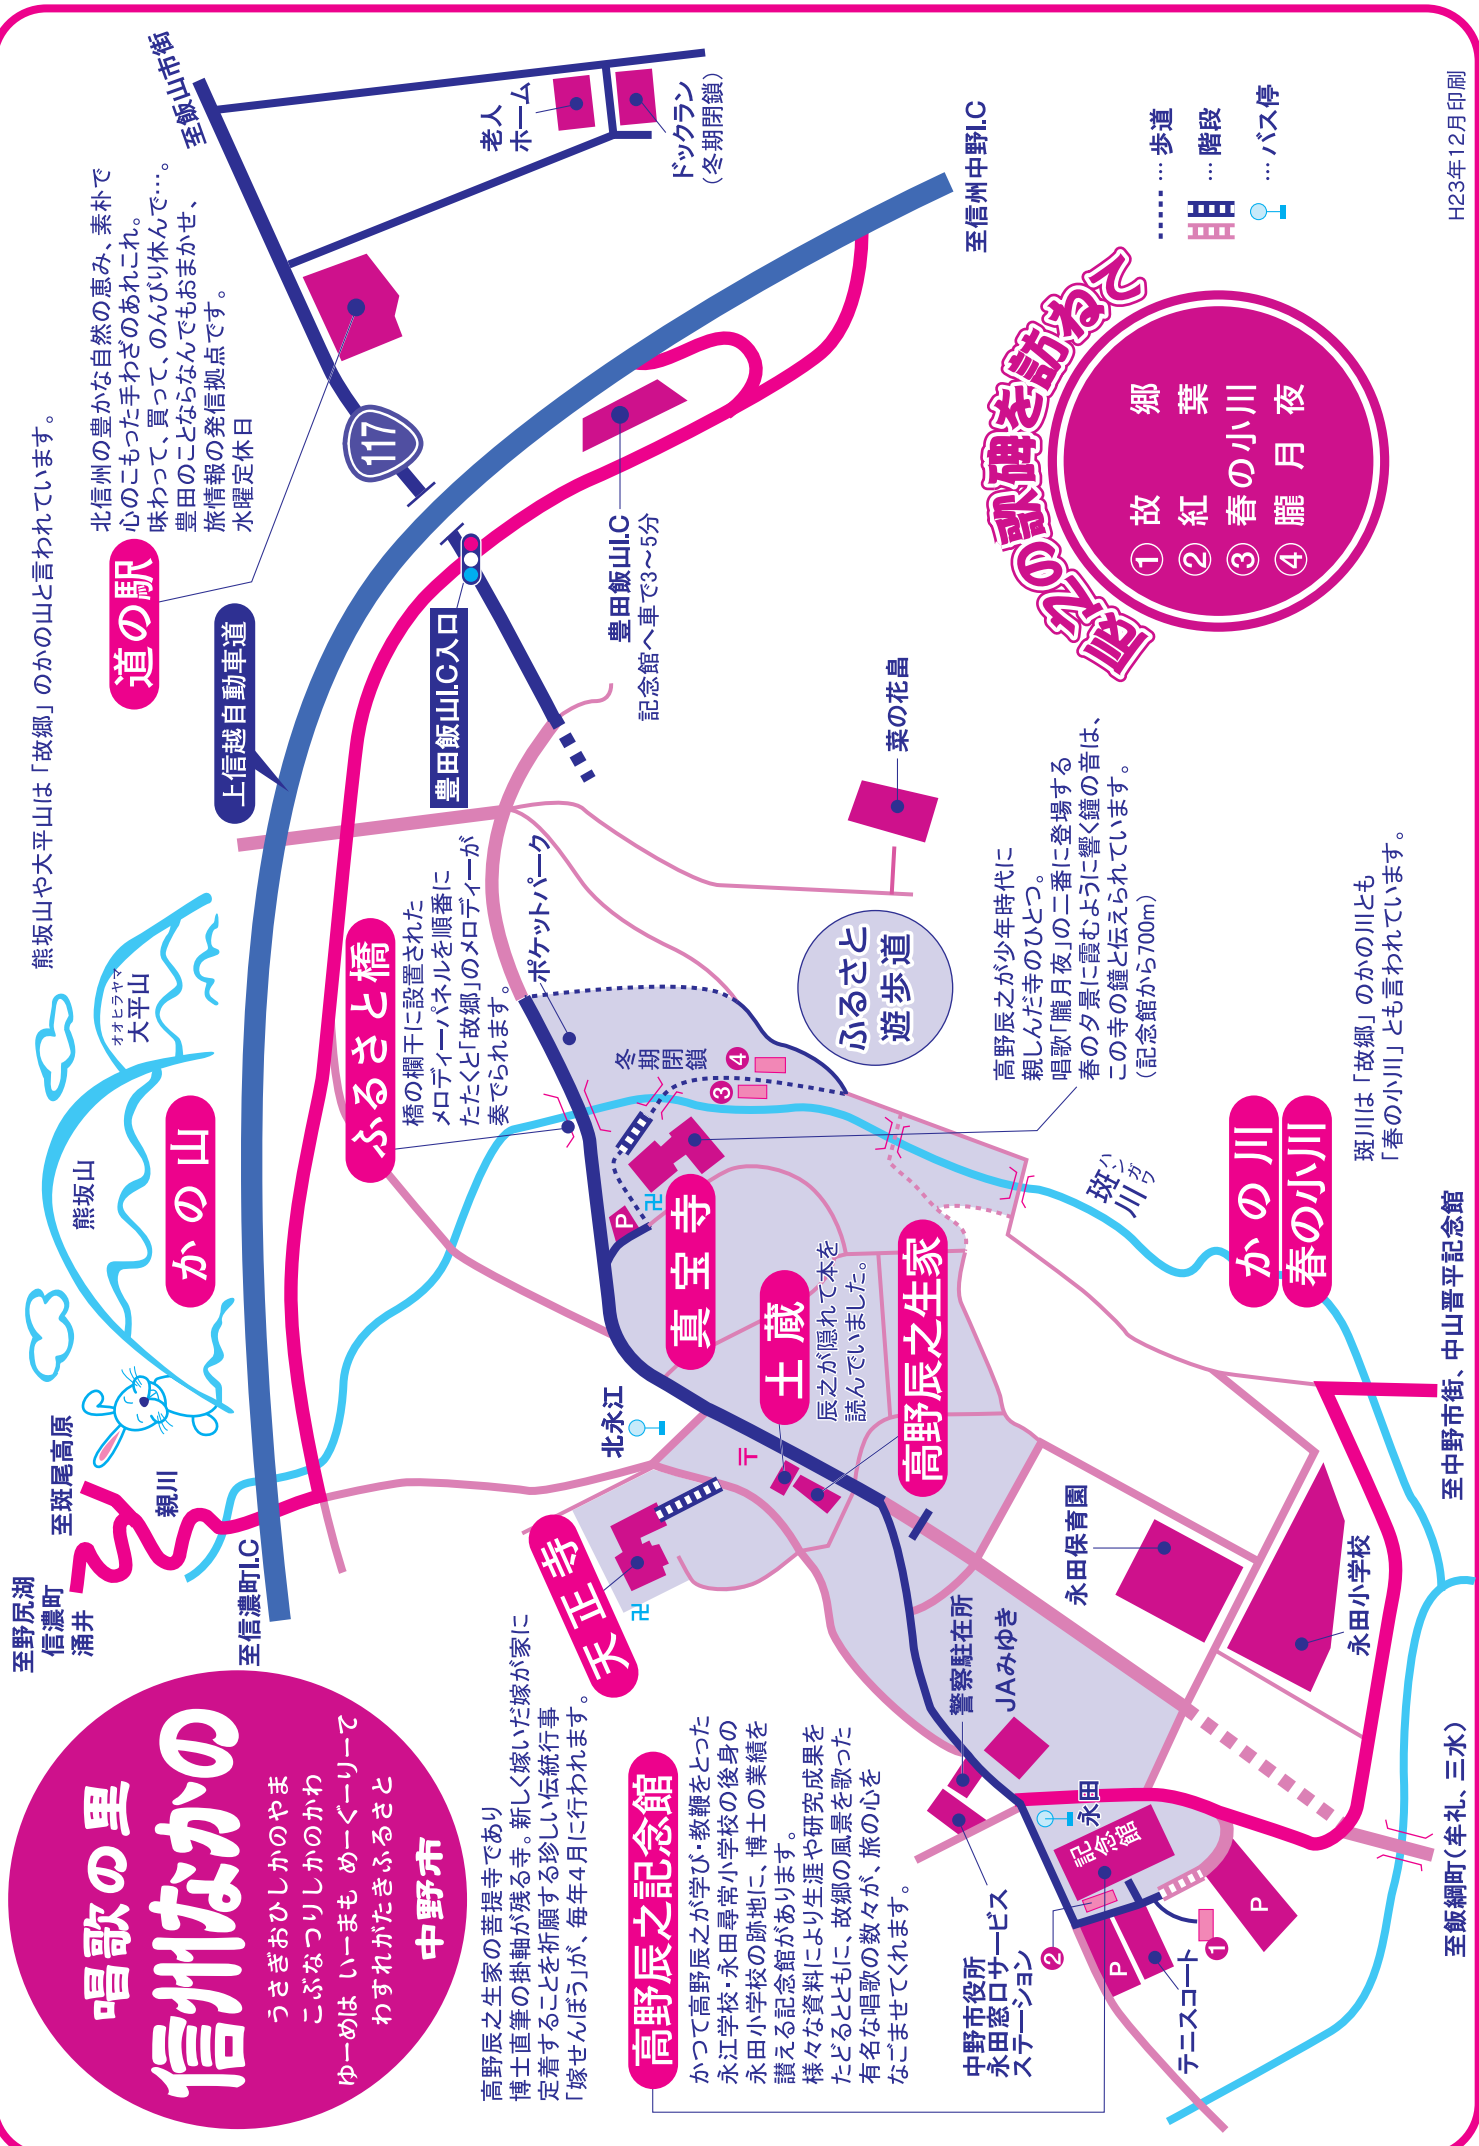 唱歌の里
信州なかの
うさぎおひしかのやま
こぶなつりしかのかわ
ゆーめは いーまも めーぐーりーて
わすれがたきふるさと
中野市
至野尻湖
信濃町
涌井
至斑尾高原
親川
至信濃町I.C
熊坂山
オオヒラヤマ
大平山
かの山
熊坂山や大平山は「故郷」のかの山と言われています。
上信越自動車道
道の駅
北信州の豊かな自然の恵み、素朴で
心のこもった手わざのあれこれ。
味わって、買って、のんびり休んで…。
豊田のことならなんでもおまかせ、
旅情報の発信拠点です。
水曜定休日
至飯山市街
117
老人
ホーム
ドックラン
(冬期閉鎖)
至信州中野I.C
豊田飯山I.C入口
豊田飯山I.C
記念館へ車で3〜5分
ふるさと橋
橋の欄干に設置された
メロディーパネルを順番に
たたくと「故郷」のメロディーが
奏でられます。
ポケットパーク
冬期
閉鎖
④
③
菜の花畠
ふるさと
遊歩道
真宝寺
高野辰之が少年時代に
親しんだ寺のひとつ。
唱歌「朧月夜」の二番に登場する
春の夕景に霞むように響く鐘の音は、
この寺の鐘と伝えられています。
(記念館から700m)
卍
P
北永江
〒
土蔵
辰之が隠れて本を
読んでいました。
高野辰之生家
斑川
ハンガワ
かの川
春の小川
斑川は「故郷」のかの川とも
「春の小川」とも言われています。
天正寺
卍
高野辰之生家の菩提寺であり
博士直筆の掛軸が残る寺。新しく嫁いだ嫁が家に
定着することを祈願する珍しい伝統行事
「嫁せんぼう」が、毎年4月に行われます。
高野辰之記念館
かつて高野辰之が学び・教鞭をとった
永江学校・永田尋常小学校の後身の
永田小学校の跡地に、博士の業績を
讃える記念館があります。
様々な資料により生涯や研究成果を
たどるとともに、故郷の風景を歌った
有名な唱歌の数々が、旅の心を
なごませてくれます。
警察駐在所
JAみゆき
永田
記念館
中野市役所
永田窓口サービス
ステーション
②
P
テニスコート
①
P
永田保育園
永田小学校
至中野市街、中山晋平記念館
至飯綱町(牟礼、三水)
辰之の歌碑を訪ねて
① 故郷
② 紅葉
③ 春の小川
④ 朧月夜
… 歩道
… 階段
… バス停
H23年12月印刷